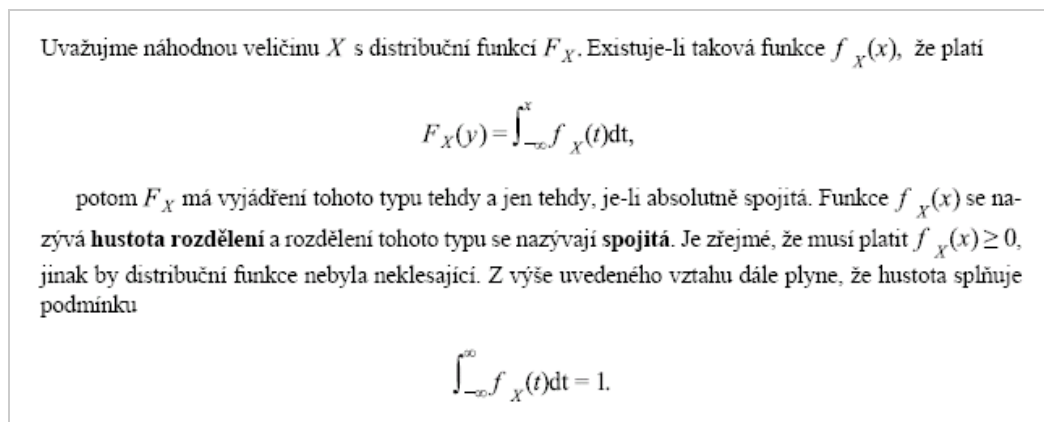 Uvažujme náhodnou veličinu X s distribuční funkcí F_X. Existuje-li taková funkce f_X(x), že platí
F_X(y) = ∫_{−∞}^{x} f_X(t)dt,
potom F_X má vyjádření tohoto typu tehdy a jen tehdy, je-li absolutně spojitá. Funkce f_X(x) se na-
zývá hustota rozdělení a rozdělení tohoto typu se nazývají spojitá. Je zřejmé, že musí platit f_X(x) ≥ 0,
jinak by distribuční funkce nebyla neklesající. Z výše uvedeného vztahu dále plyne, že hustota splňuje
podmínku
∫_{−∞}^{∞} f_X(t)dt = 1.